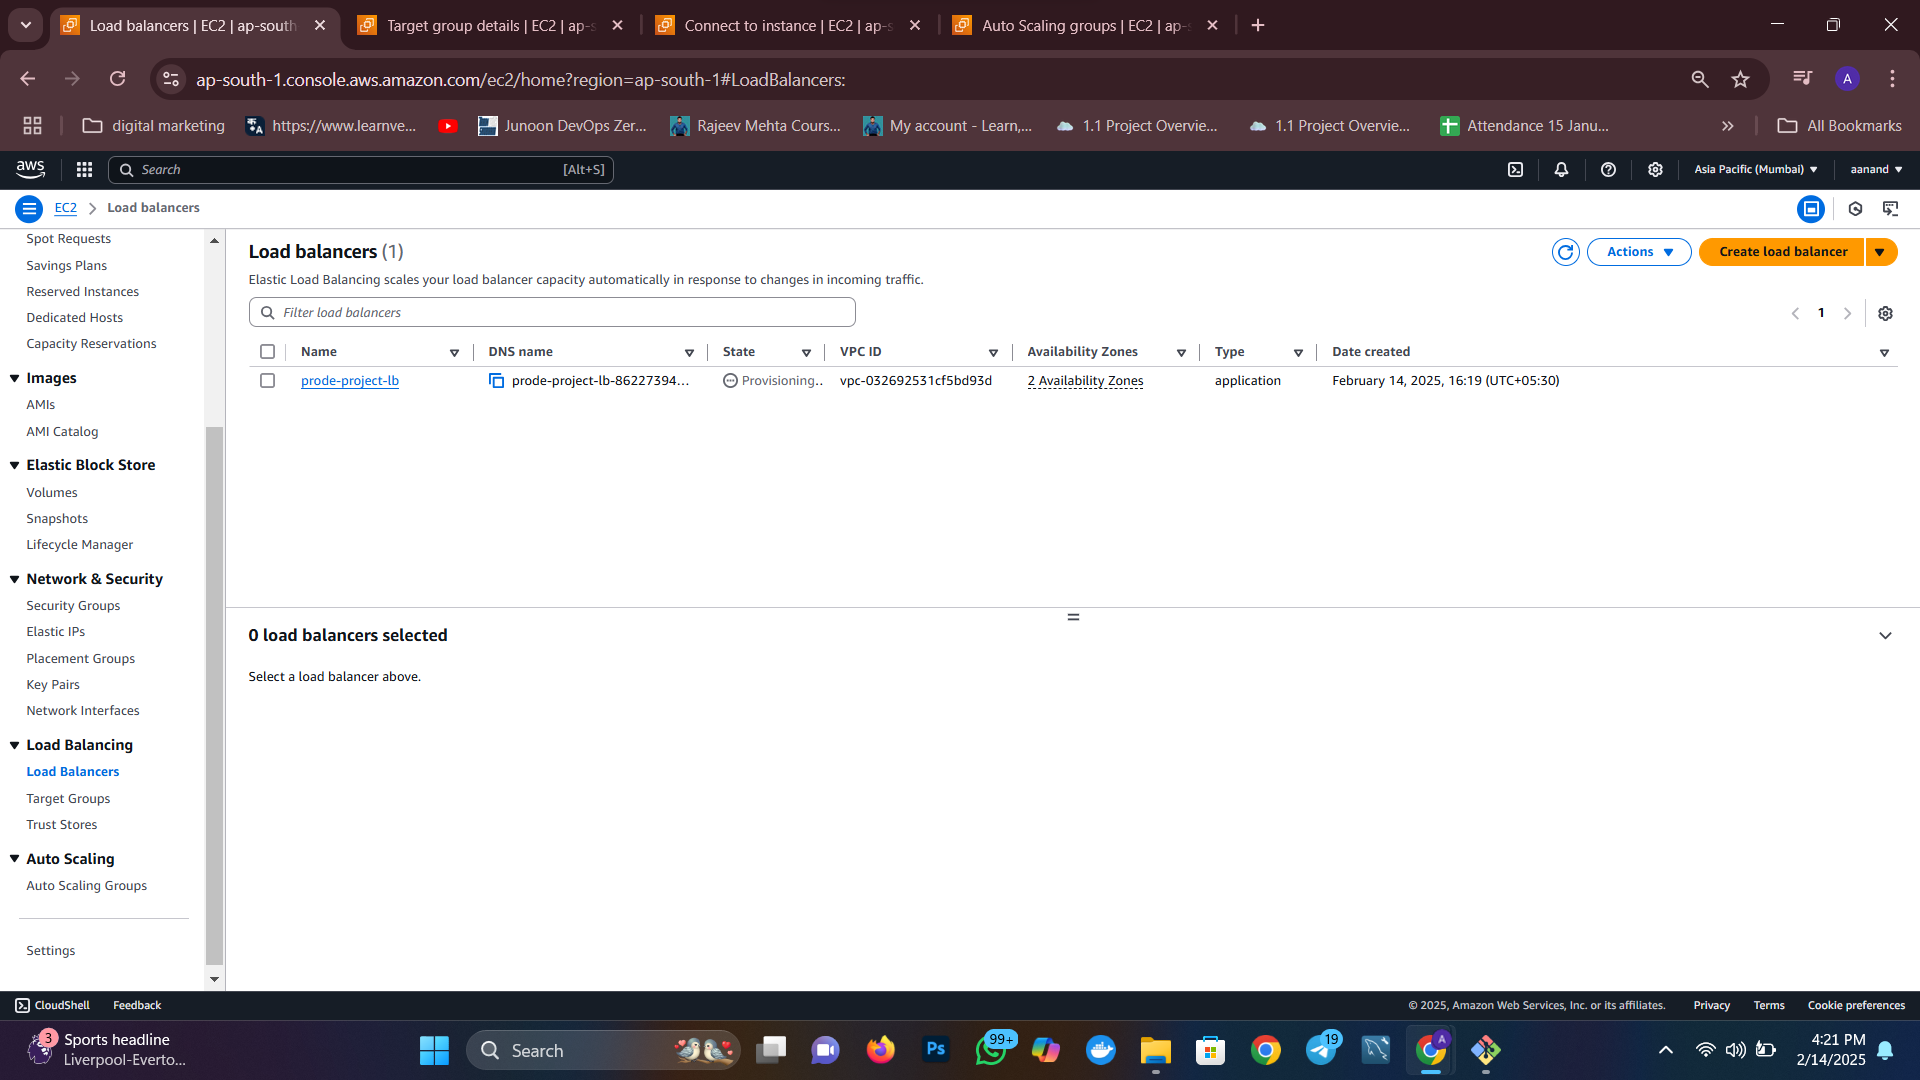 Load balancers | EC2 | ap-south
Target group details | EC2 | ap-s
Connect to instance | EC2 | ap-s
Auto Scaling groups | EC2 | ap-
ap-south-1.console.aws.amazon.com/ec2/home?region=ap-south-1#LoadBalancers:
A
digital marketing
https://www.learnve...
Junoon DevOps Zer...
Rajeev Mehta Cours...
My account - Learn,...
1.1 Project Overvie...
1.1 Project Overvie...
Attendance 15 Janu...
All Bookmarks
aws
Search
[Alt+S]
Asia Pacific (Mumbai)
aanand
EC2
Load balancers
Spot Requests
Savings Plans
Reserved Instances
Dedicated Hosts
Capacity Reservations
Images
AMIs
AMI Catalog
Elastic Block Store
Volumes
Snapshots
Lifecycle Manager
Network & Security
Security Groups
Elastic IPs
Placement Groups
Key Pairs
Network Interfaces
Load Balancing
Load Balancers
Target Groups
Trust Stores
Auto Scaling
Auto Scaling Groups
Settings
Load balancers (1)
Actions
Create load balancer
Elastic Load Balancing scales your load balancer capacity automatically in response to changes in incoming traffic.
Filter load balancers
1
Name
DNS name
State
VPC ID
Availability Zones
Type
Date created
prode-project-lb
prode-project-lb-86227394...
Provisioning..
vpc-032692531cf5bd93d
2 Availability Zones
application
February 14, 2025, 16:19 (UTC+05:30)
0 load balancers selected
Select a load balancer above.
CloudShell
Feedback
© 2025, Amazon Web Services, Inc. or its affiliates.
Privacy
Terms
Cookie preferences
3
Sports headline
Liverpool-Everto...
Search
Ps
99+
19
A
4:21 PM
2/14/2025